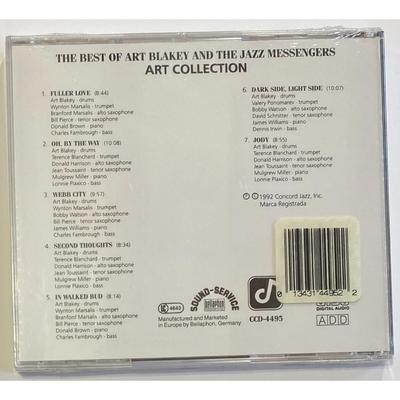 THE BEST OF ART BLAKEY AND THE JAZZ MESSENGERS
ART COLLECTION
1. FULLER LOVE (8:44)
Art Blakey - drums
Wynton Marsalis - trumpet
Branford Marsalis - alto saxophone
Bill Pierce - tenor saxophone
Donald Brown - piano
Charles Fambrough - bass
2. OH, BY THE WAY (10:08)
Art Blakey - drums
Terence Blanchard - trumpet
Donald Harrison - alto saxophone
Jean Toussaint - tenor saxophone
Mulgrew Miller - piano
Lonnie Plaxico - bass
3. WEBB CITY (9:57)
Art Blakey - drums
Wynton Marsalis - trumpet
Bobby Watson - alto saxophone
Bill Pierce - tenor saxophone
James Williams - piano
Charles Fambrough - bass
4. SECOND THOUGHTS (8:34)
Art Blakey - drums
Terence Blanchard - trumpet
Donald Harrison - alto saxophone
Jean Toussaint - tenor saxophone
Mulgrew Miller - piano
Lonnie Plaxico - bass
5. IN WALKED BUD (8:14)
Art Blakey - drums
Wynton Marsalis - trumpet
Branford Marsalis - alto saxophone
Bill Pierce - tenor saxophone
Donald Brown - piano
Charles Fambrough - bass
6. DARK SIDE, LIGHT SIDE (10:07)
Art Blakey - drums
Valery Ponomarev - trumpet
Bobby Watson - alto saxophone
David Schnitter - tenor saxophone
James Williams - piano
Dennis Irwin - bass
7. JODY (8:55)
Art Blakey - drums
Terence Blanchard - trumpet
Donald Harrison - alto saxophone
Jean Toussaint - tenor saxophone
Mulgrew Miller - piano
Lonnie Plaxico - bass
℗ © 1992 Concord Jazz, Inc.
Marca Registrada
0 13431 44952 2
LC 4643
SOUND-SERVICE
bellaphon
Manufactured and Marketed
in Europe by Bellaphon, Germany
CCD-4495
DIGITAL AUDIO
ADD